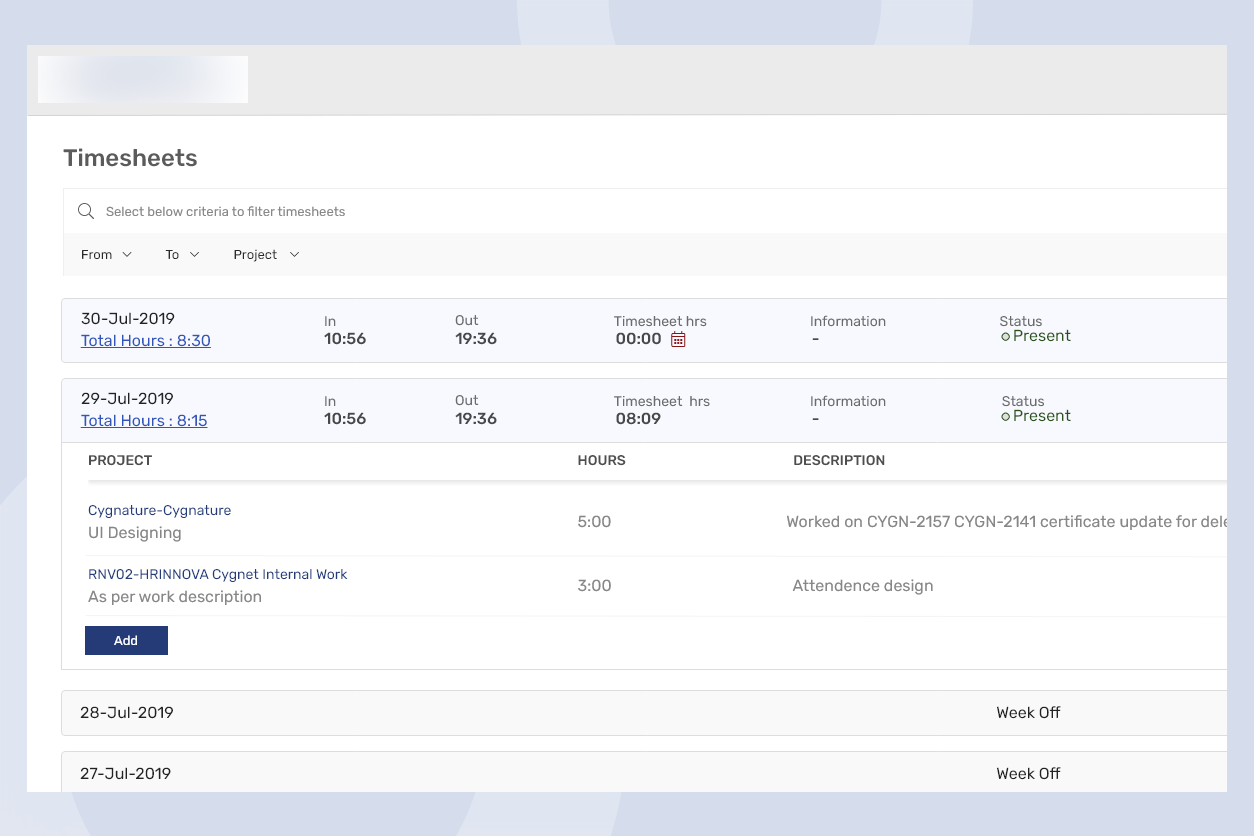 Timesheets
Select below criteria to filter timesheets
From To Project
30-Jul-2019
Total Hours : 8:30
In
10:56
Out
19:36
Timesheet hrs
00:00
Information
-
Status
Present
29-Jul-2019
Total Hours : 8:15
In
10:56
Out
19:36
Timesheet hrs
08:09
Information
-
Status
Present
PROJECT HOURS DESCRIPTION
Cygnature-Cygnature
UI Designing
5:00
Worked on CYGN-2157 CYGN-2141 certificate update for dele
RNV02-HRINNOVA Cygnet Internal Work
As per work description
3:00
Attendence design
Add
28-Jul-2019 Week Off
27-Jul-2019 Week Off